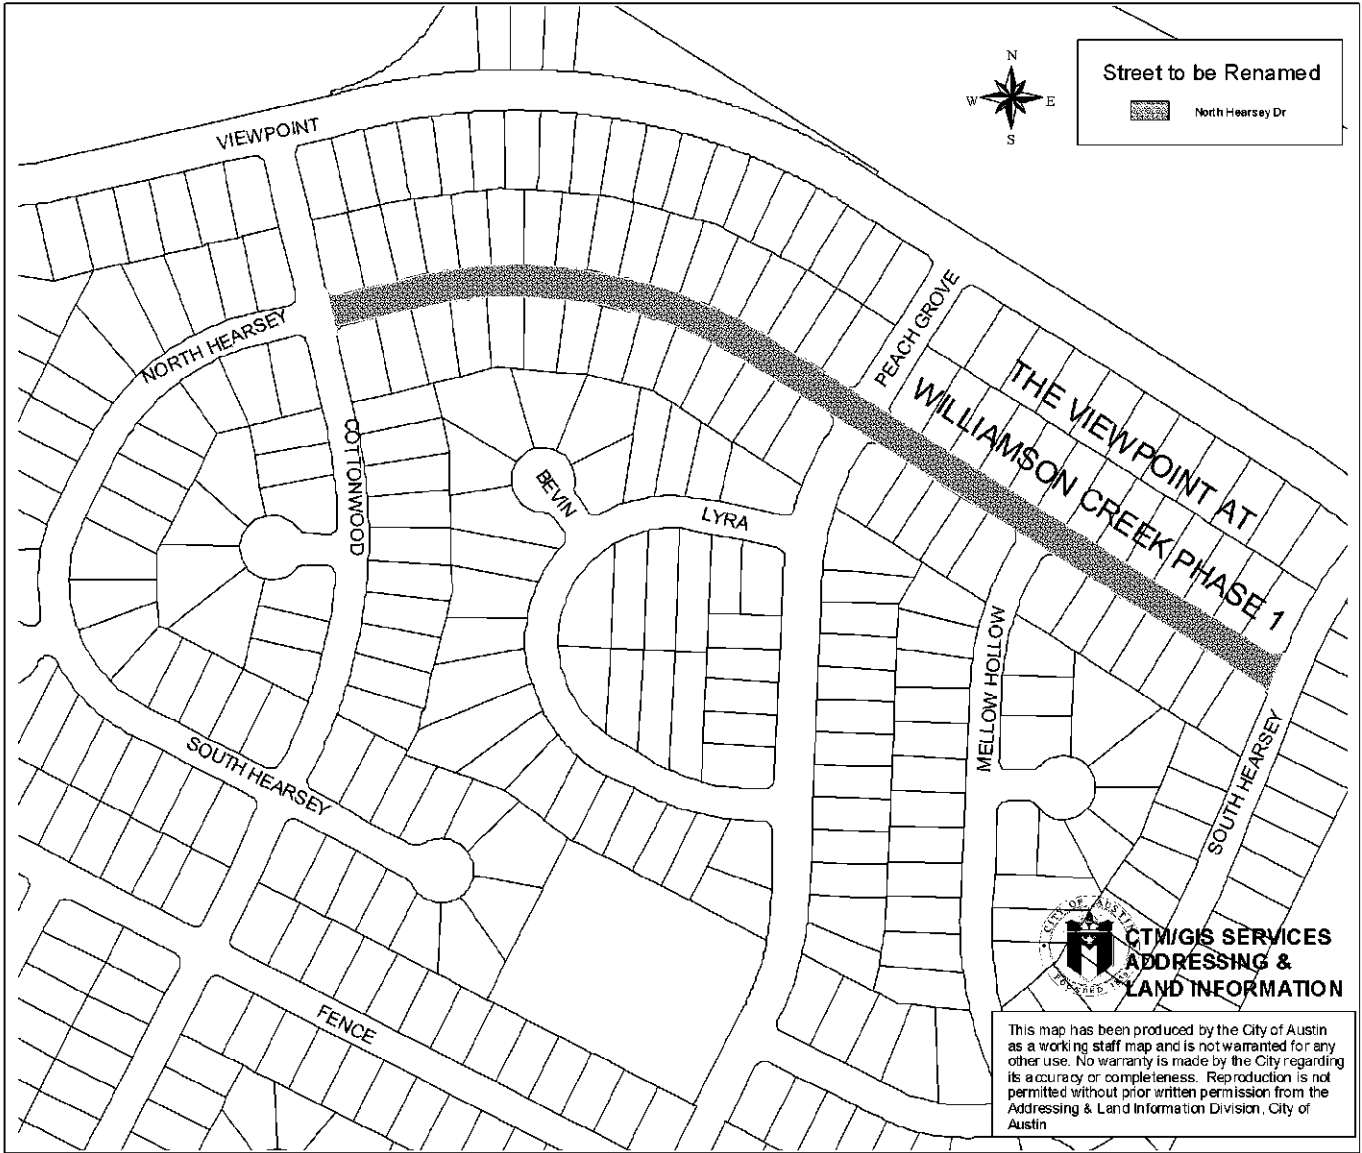 N
W E
S
Street to be Renamed
North Hearsey Dr
VIEWPOINT
NORTH HEARSEY
PEACH GROVE
THE VIEWPOINT AT
WILLIAMSON CREEK PHASE 1
COTTONWOOD
BEVIN
LYRA
MELLOW HOLLOW
SOUTH HEARSEY
SOUTH HEARSEY
FENCE
CITY OF AUSTIN
FOUNDED
CTM/GIS SERVICES
ADDRESSING &
LAND INFORMATION
This map has been produced by the City of Austin
as a working staff map and is not warranted for any
other use. No warranty is made by the City regarding
its accuracy or completeness. Reproduction is not
permitted without prior written permission from the
Addressing & Land Information Division, City of
Austin